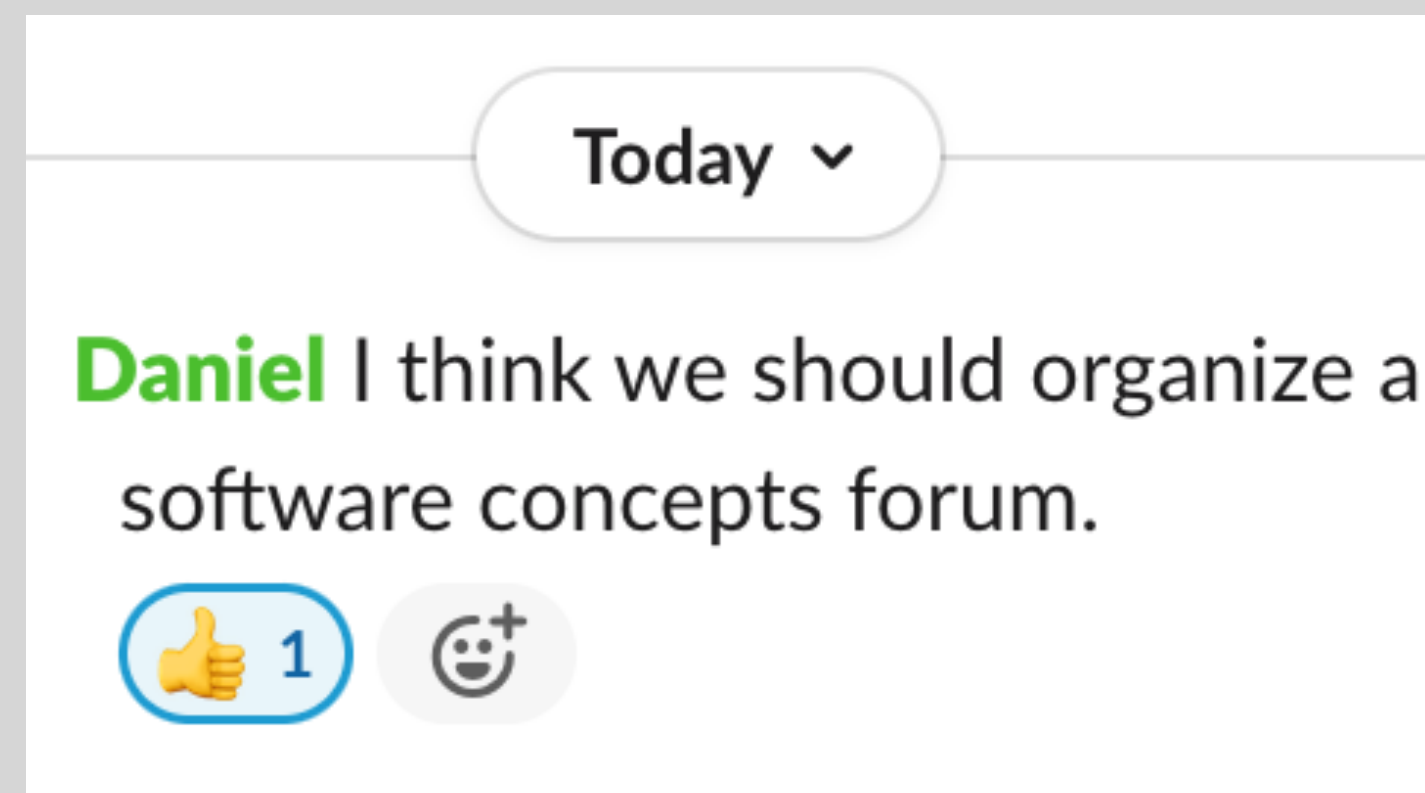 Today
Daniel I think we should organize a
software concepts forum.
👍 1